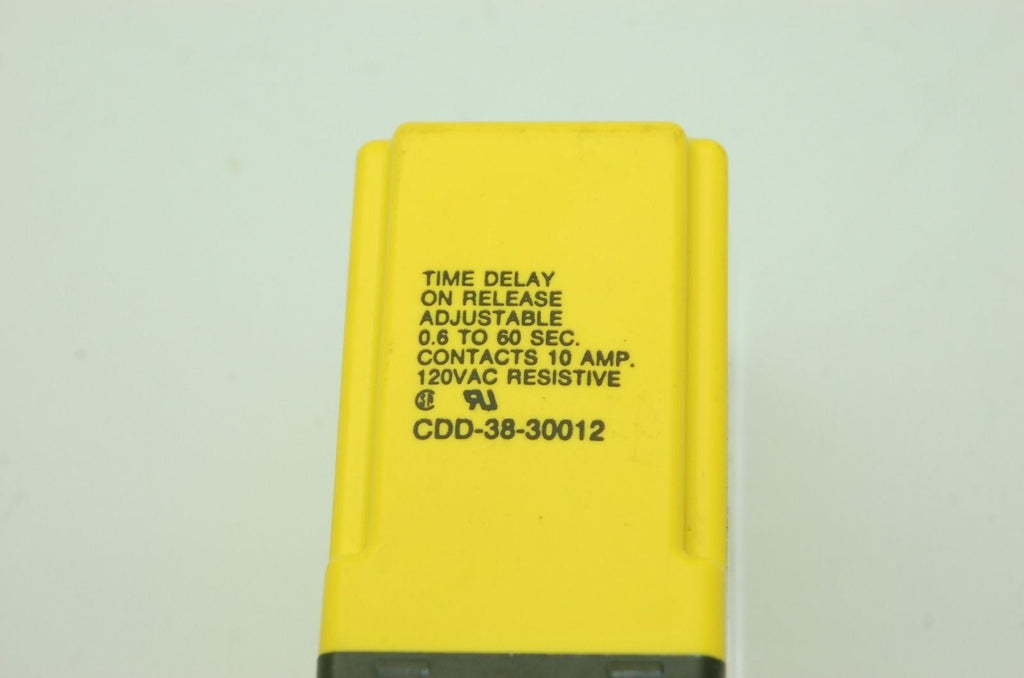 TIME DELAY
ON RELEASE
ADJUSTABLE
0.6 TO 60 SEC.
CONTACTS 10 AMP.
120VAC RESISTIVE
CDD-38-30012